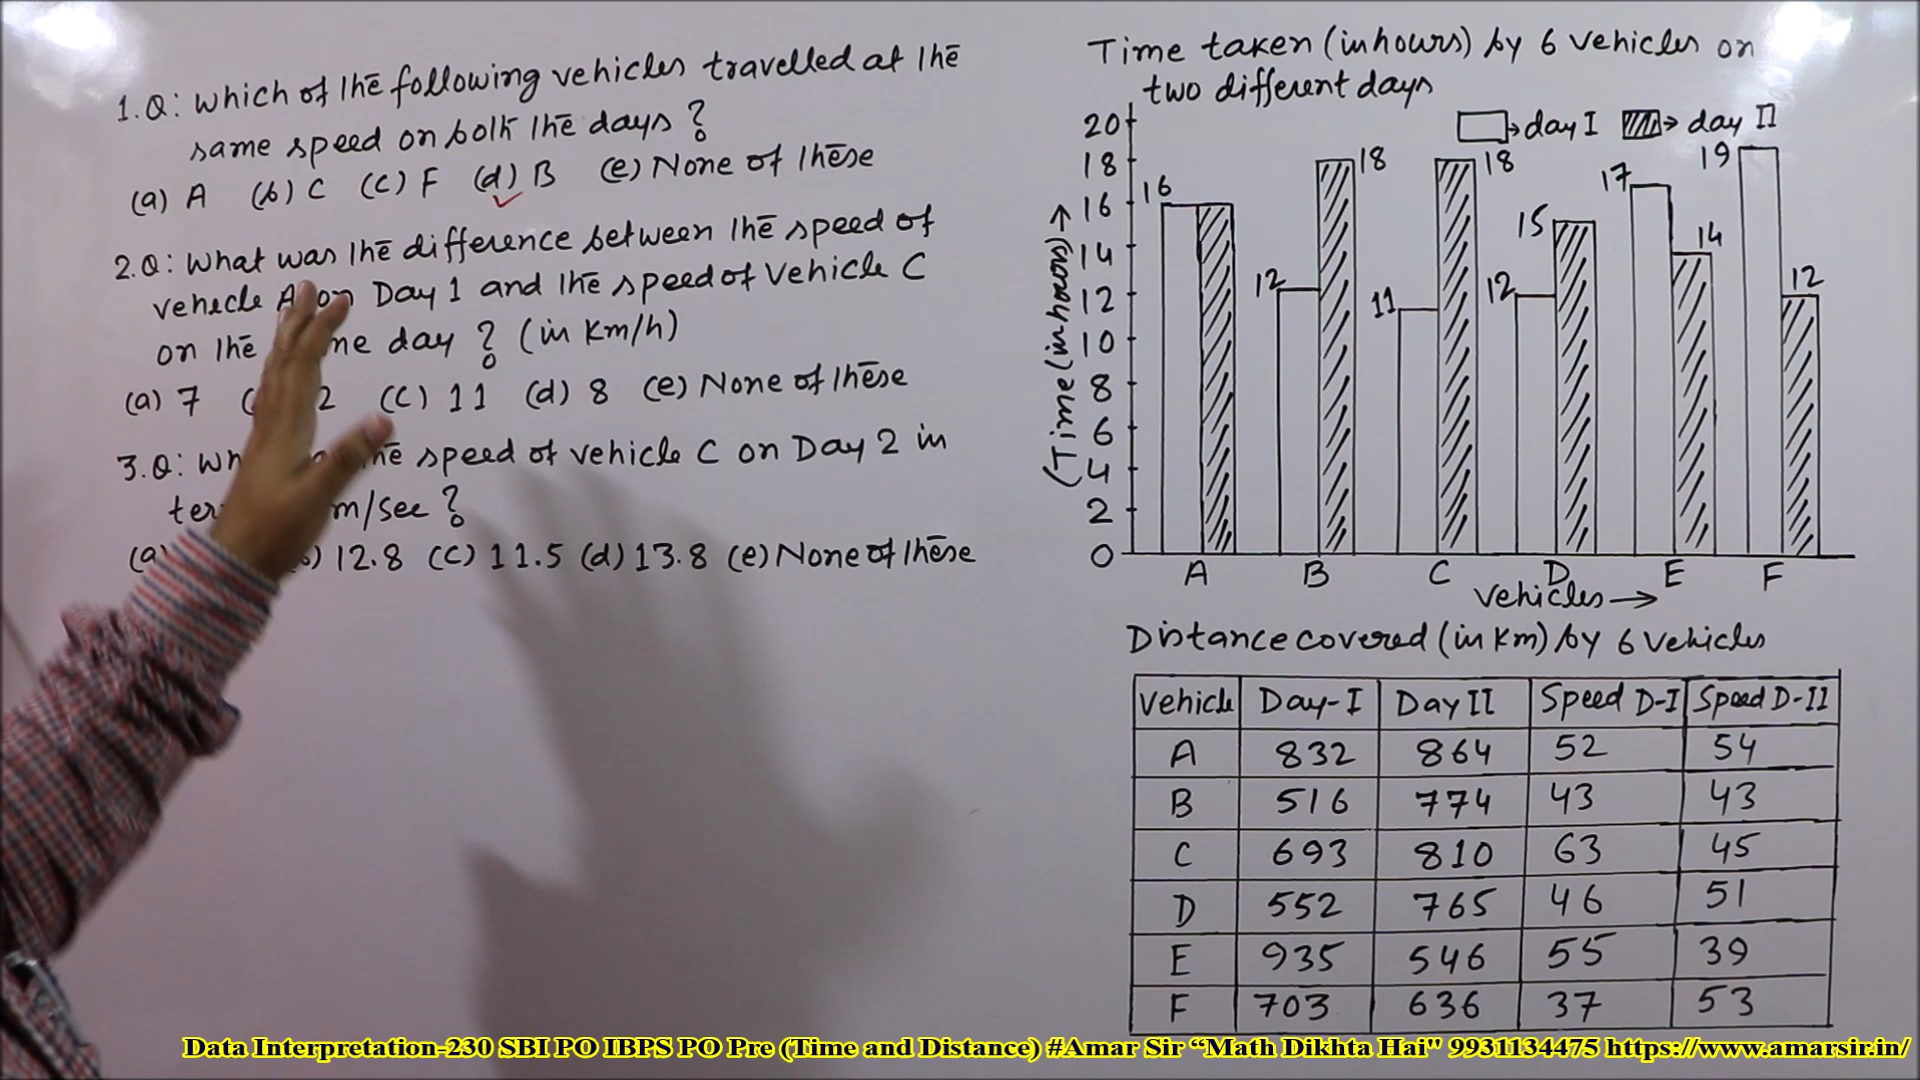 1.Q: Which of the following vehicles travelled at the
same speed on both the days ?
(a) A (b) C (c) F (d) B (e) None of these
2.Q: What was the difference between the speed of
vehicle A on Day 1 and the speed of Vehicle C
on the day ? (in Km/h)
(a) 7 2 (c) 11 (d) 8 (e) None of these
3.Q: speed of vehicle C on Day 2 in
m/sec ?
(a) 12.8 (c) 11.5 (d) 13.8 (e) None of these
Time taken (in hours) by 6 vehicles on
two different days
day I day II
(Time (in hours)
20
18
16
14
12
10
8
6
4
2
0
16 12 18 11 18 12 15 17 14 19 12
A B C D E F
vehicles
Distance covered (in Km) by 6 vehicles
Vehicle Day-I Day II Speed D-I Speed D-II
A 832 864 52 54
B 516 774 43 43
C 693 810 63 45
D 552 765 46 51
E 935 546 55 39
F 703 636 37 53
Data Interpretation-230 SBI PO IBPS PO Pre (Time and Distance) #Amar Sir “Math Dikhta Hai" 9931134475 https://www.amarsir.in/